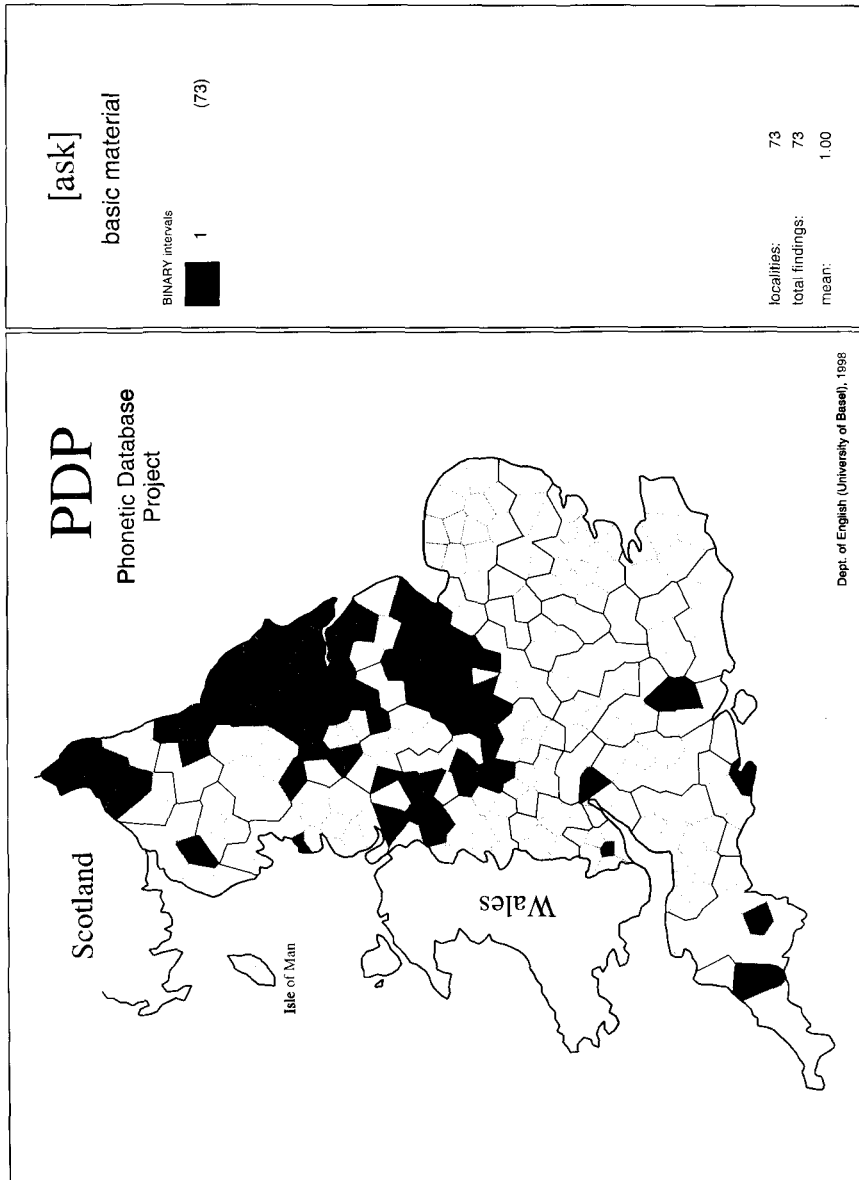 PDP
Phonetic Database
Project
Scotland
Isle of Man
Wales
Dept. of English (University of Basel), 1998
[ask]
basic material
BINARY intervals
1 (73)
localities: 73
total findings: 73
mean: 1.00